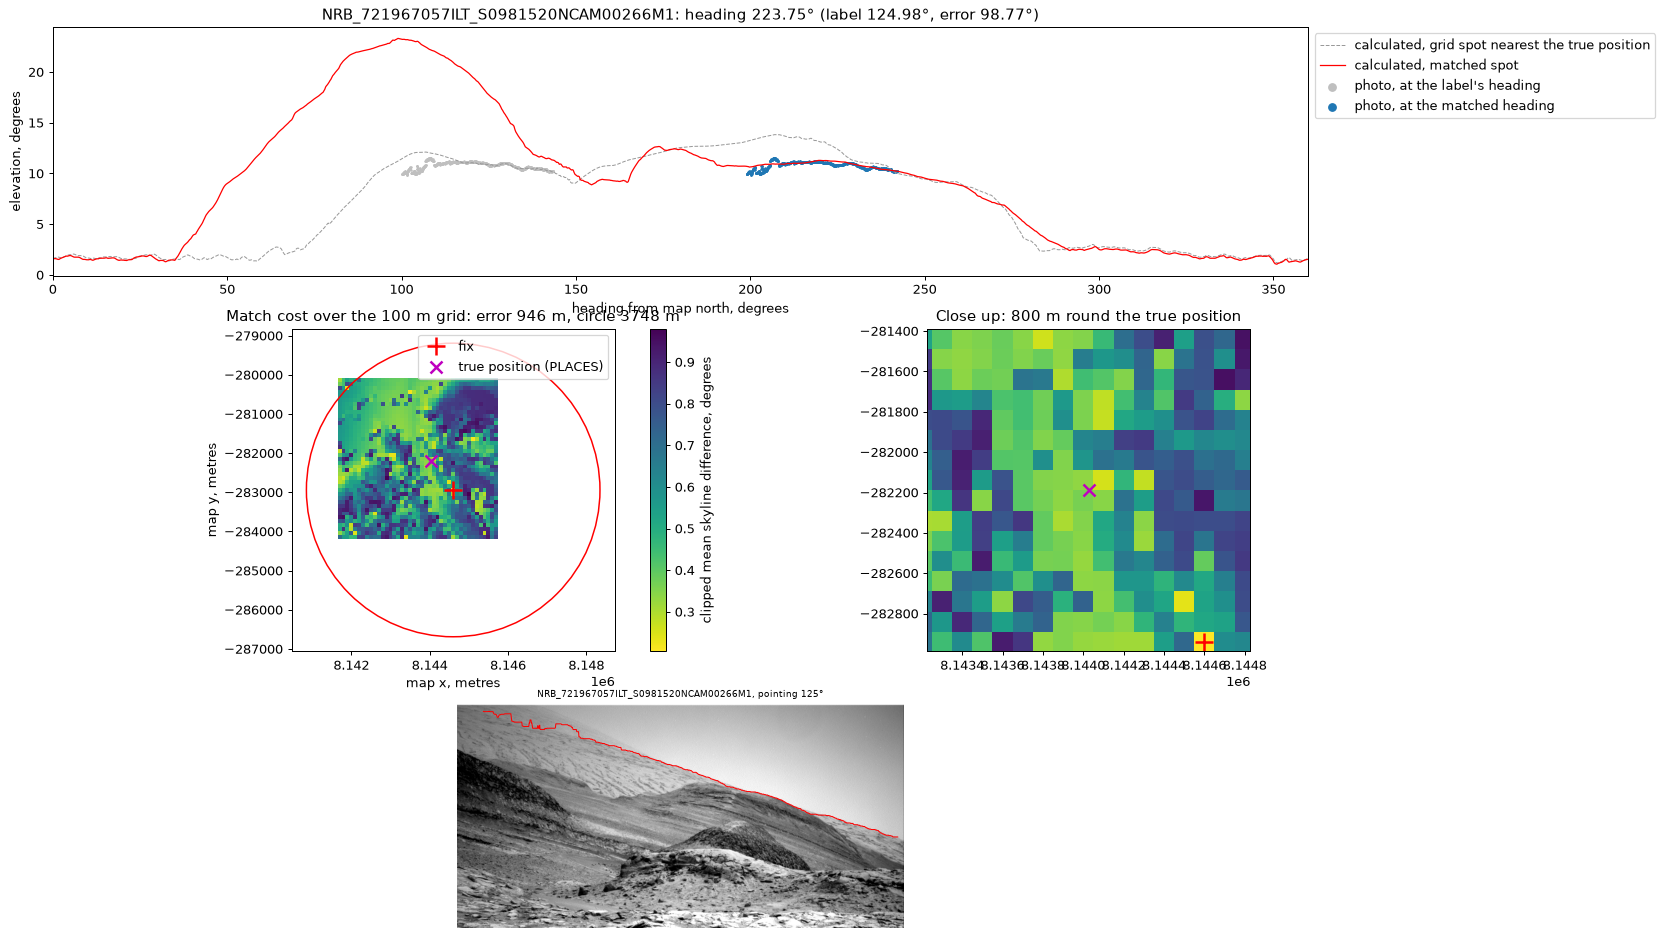 NRB_721967057ILT_S0981520NCAM00266M1: heading 223.75° (label 124.98°, error 98.77°)
elevation, degrees
20
15
10
5
0
0 50 100 150 200 250 300 350
heading from map north, degrees
calculated, grid spot nearest the true position
calculated, matched spot
photo, at the label's heading
photo, at the matched heading
Match cost over the 100 m grid: error 946 m, circle 3748 m
fix
true position (PLACES)
map y, metres
−279000
−280000
−281000
−282000
−283000
−284000
−285000
−286000
−287000
8.142 8.144 8.146 8.148
1e6
map x, metres
0.9
0.8
0.7
0.6
0.5
0.4
0.3
clipped mean skyline difference, degrees
Close up: 800 m round the true position
−281400
−281600
−281800
−282000
−282200
−282400
−282600
−282800
8.1434 8.1436 8.1438 8.1440 8.1442 8.1444 8.1446 8.1448
1e6
NRB_721967057ILT_S0981520NCAM00266M1, pointing 125°